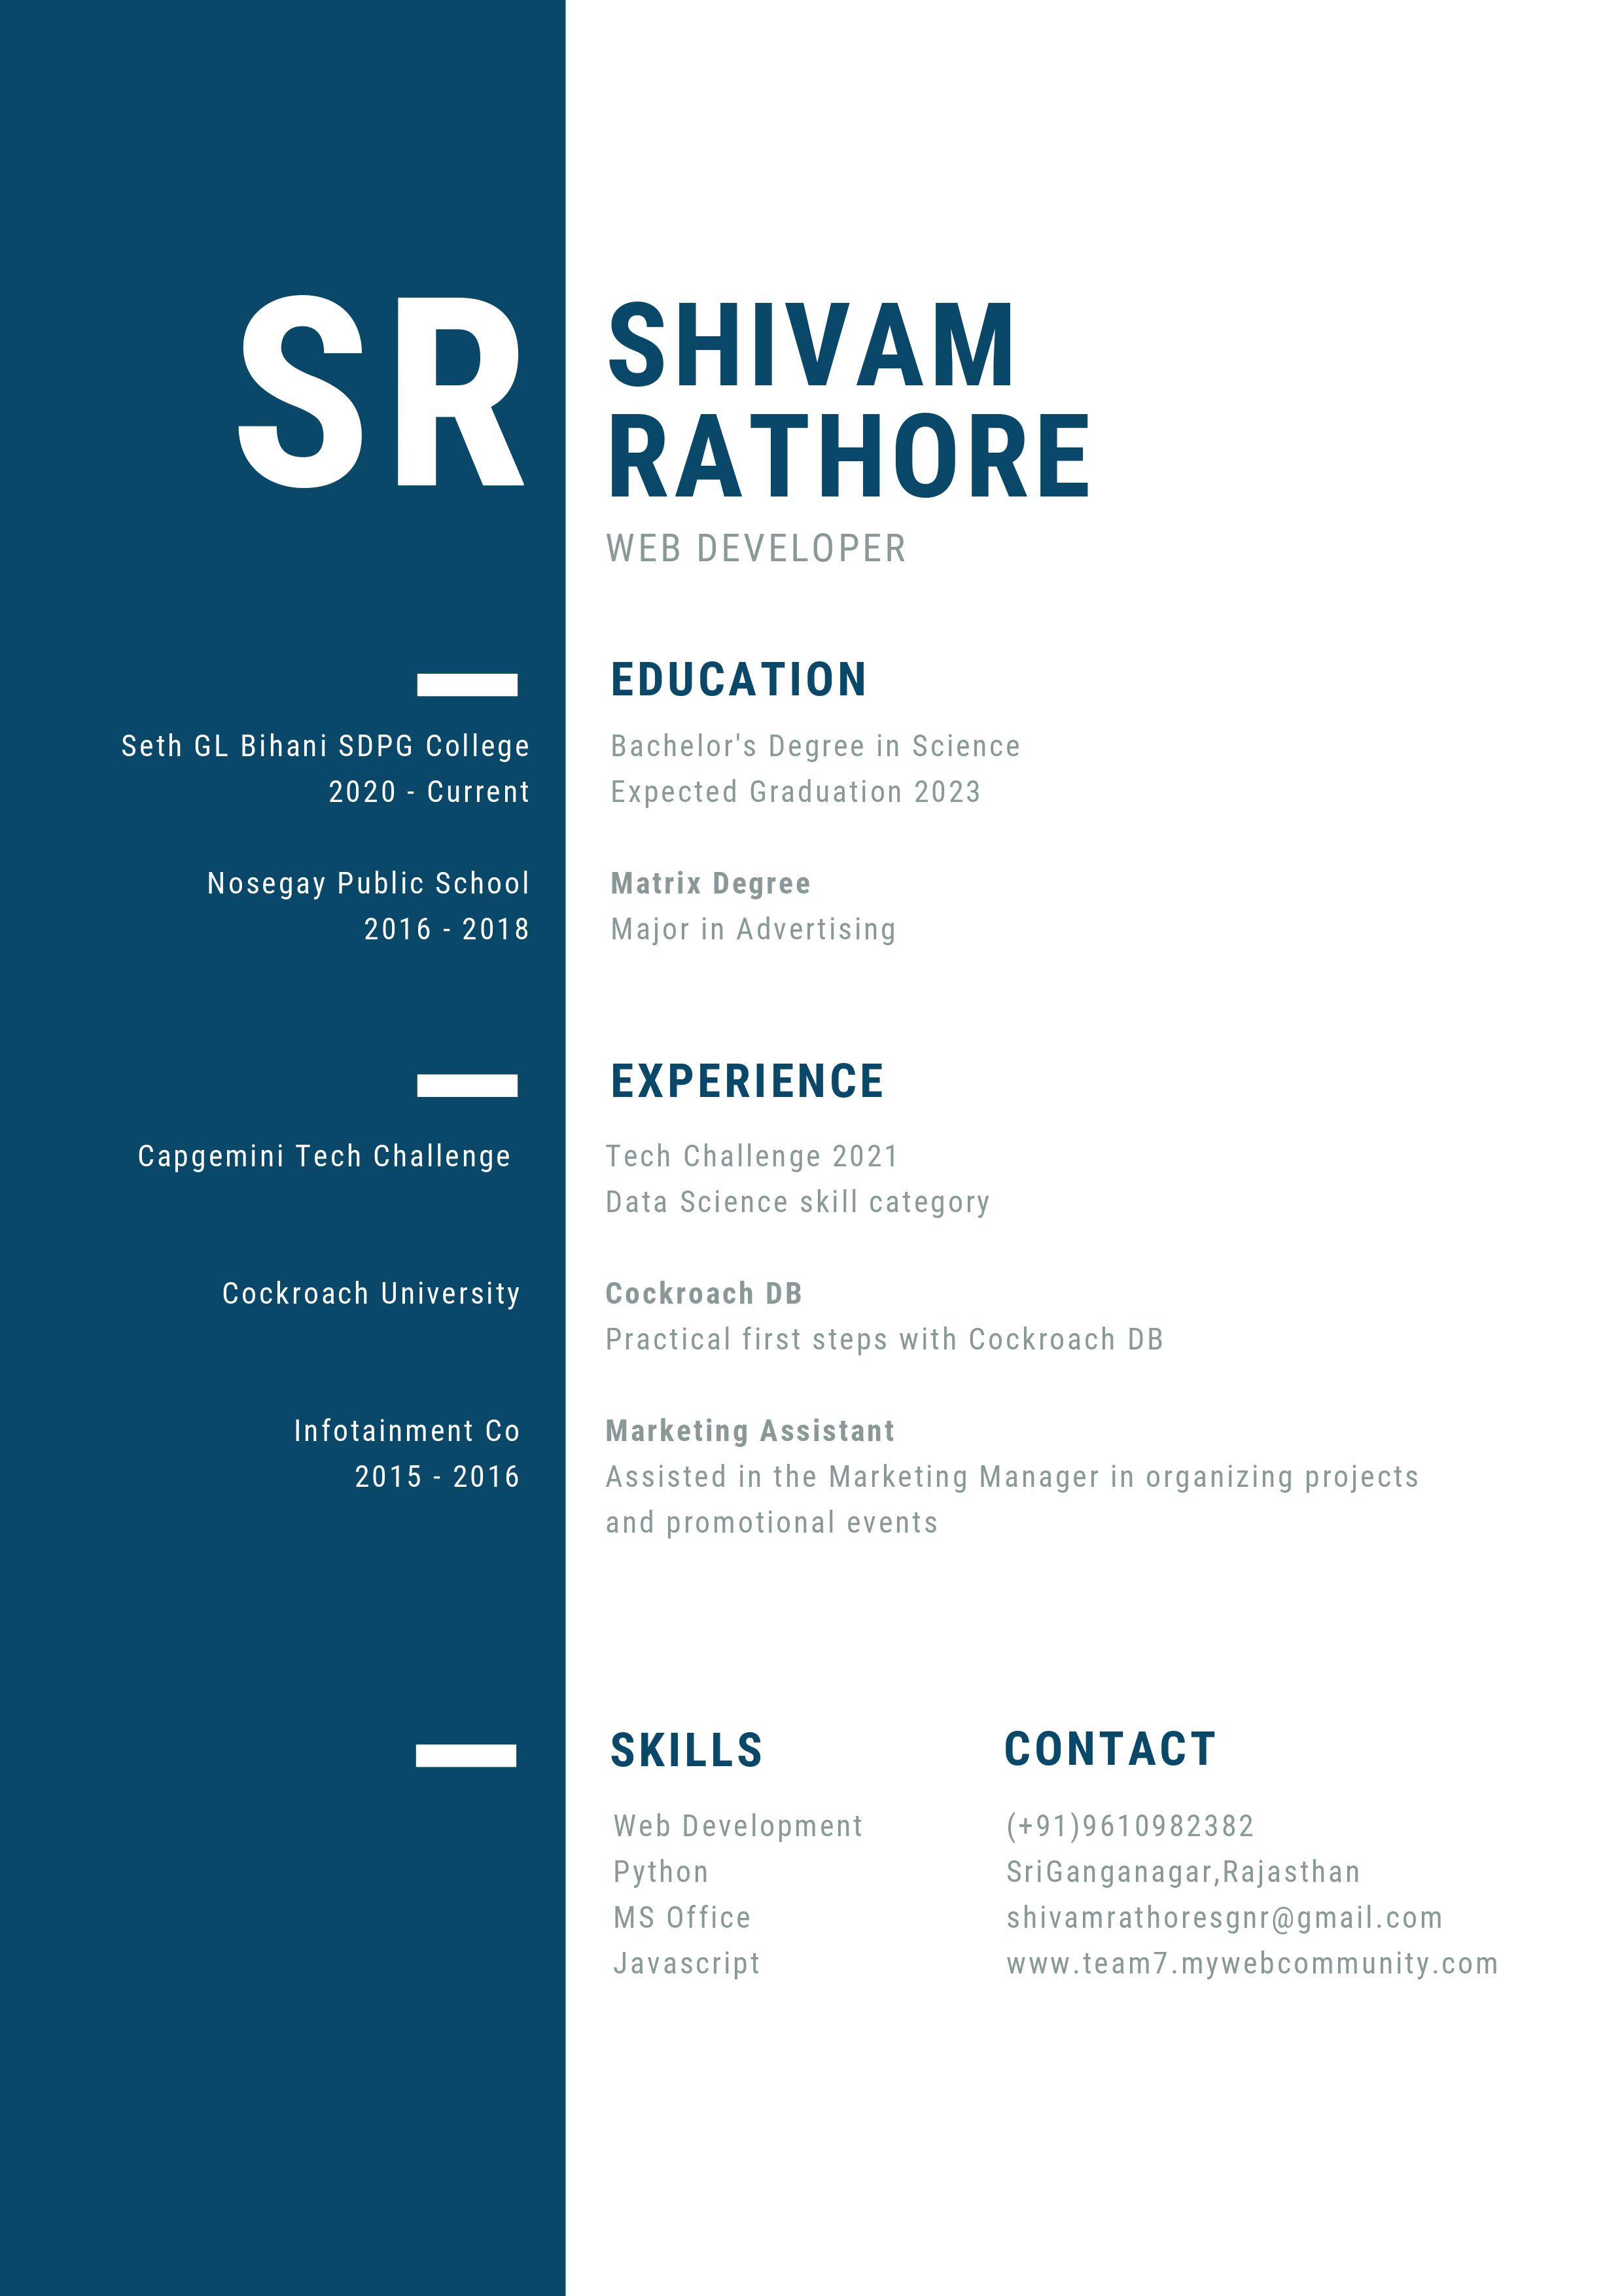 SR
SHIVAM
RATHORE
WEB DEVELOPER
EDUCATION
Seth GL Bihani SDPG College
2020 - Current
Bachelor's Degree in Science
Expected Graduation 2023
Nosegay Public School
2016 - 2018
Matrix Degree
Major in Advertising
EXPERIENCE
Capgemini Tech Challenge
Tech Challenge 2021
Data Science skill category
Cockroach University
Cockroach DB
Practical first steps with Cockroach DB
Infotainment Co
2015 - 2016
Marketing Assistant
Assisted in the Marketing Manager in organizing projects
and promotional events
SKILLS
Web Development
Python
MS Office
Javascript
CONTACT
(+91)9610982382
SriGanganagar,Rajasthan
shivamrathoresgnr@gmail.com
www.team7.mywebcommunity.com